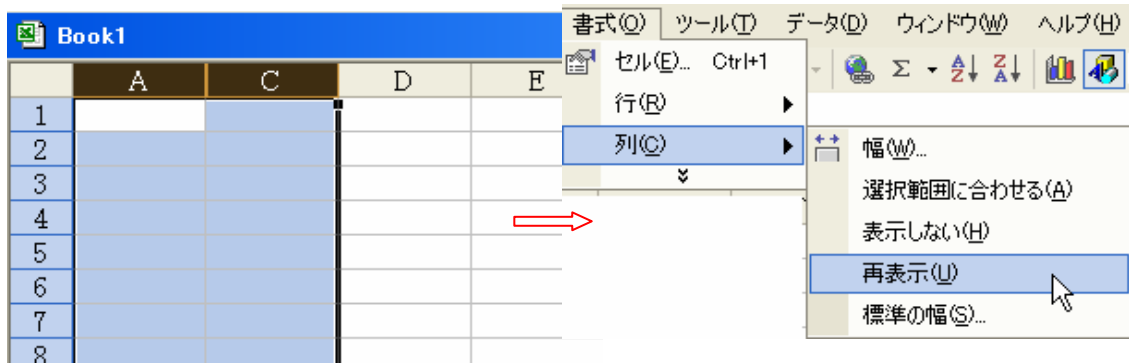 Book1
A C D E
1
2
3
4
5
6
7
8
書式(O) ツール(T) データ(D) ウィンドウ(W) ヘルプ(H)
セル(E)... Ctrl+1
行(R)
列(C)
幅(W)...
選択範囲に合わせる(A)
表示しない(H)
再表示(U)
標準の幅(S)...